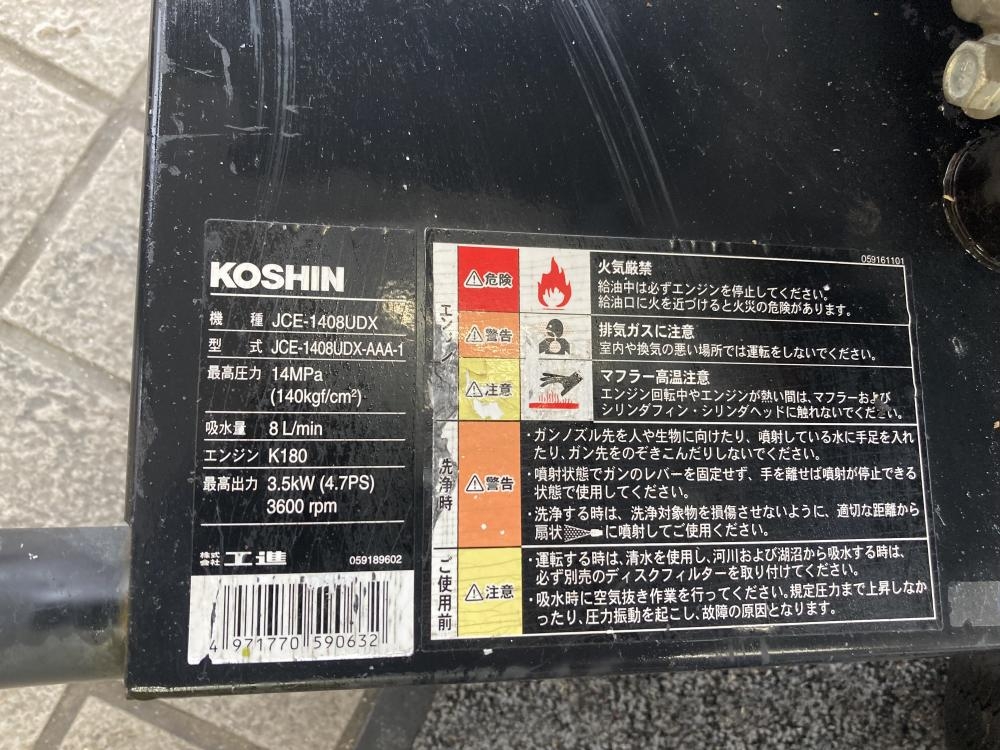 KOSHIN
機種 JCE-1408UDX
型式 JCE-1408UDX-AAA-1
最高圧力 14MPa
(140kgf/cm²)
吸水量 8 L/min
エンジン K180
最高出力 3.5kW (4.7PS)
3600 rpm
株式会社 工進 059189602
4 971770 590632
059161101
エンジン
危険
火気厳禁
給油中は必ずエンジンを停止してください。
給油口に火を近づけると火災の危険があります。
警告
排気ガスに注意
室内や換気の悪い場所では運転をしないでください。
注意
マフラー高温注意
エンジン回転中やエンジンが熱い間は、マフラーおよび
シリンダフィン・シリンダヘッドに触れないでください。
洗浄時
警告
・ガンノズル先を人や生物に向けたり、噴射している水に手足を入れ
たり、ガン先をのぞきこんだりしないでください。
・噴射状態でガンのレバーを固定せず、手を離せば噴射が停止できる
状態で使用してください。
・洗浄する時は、洗浄対象物を損傷させないように、適切な距離から
扇状に噴射してご使用ください。
ご使用前
注意
・運転する時は、清水を使用し、河川および湖沼から吸水する時は、
必ず別売のディスクフィルターを取り付けてください。
・吸水時に空気抜き作業を行ってください。規定圧力まで上昇しなか
ったり、圧力振動を起こし、故障の原因となります。